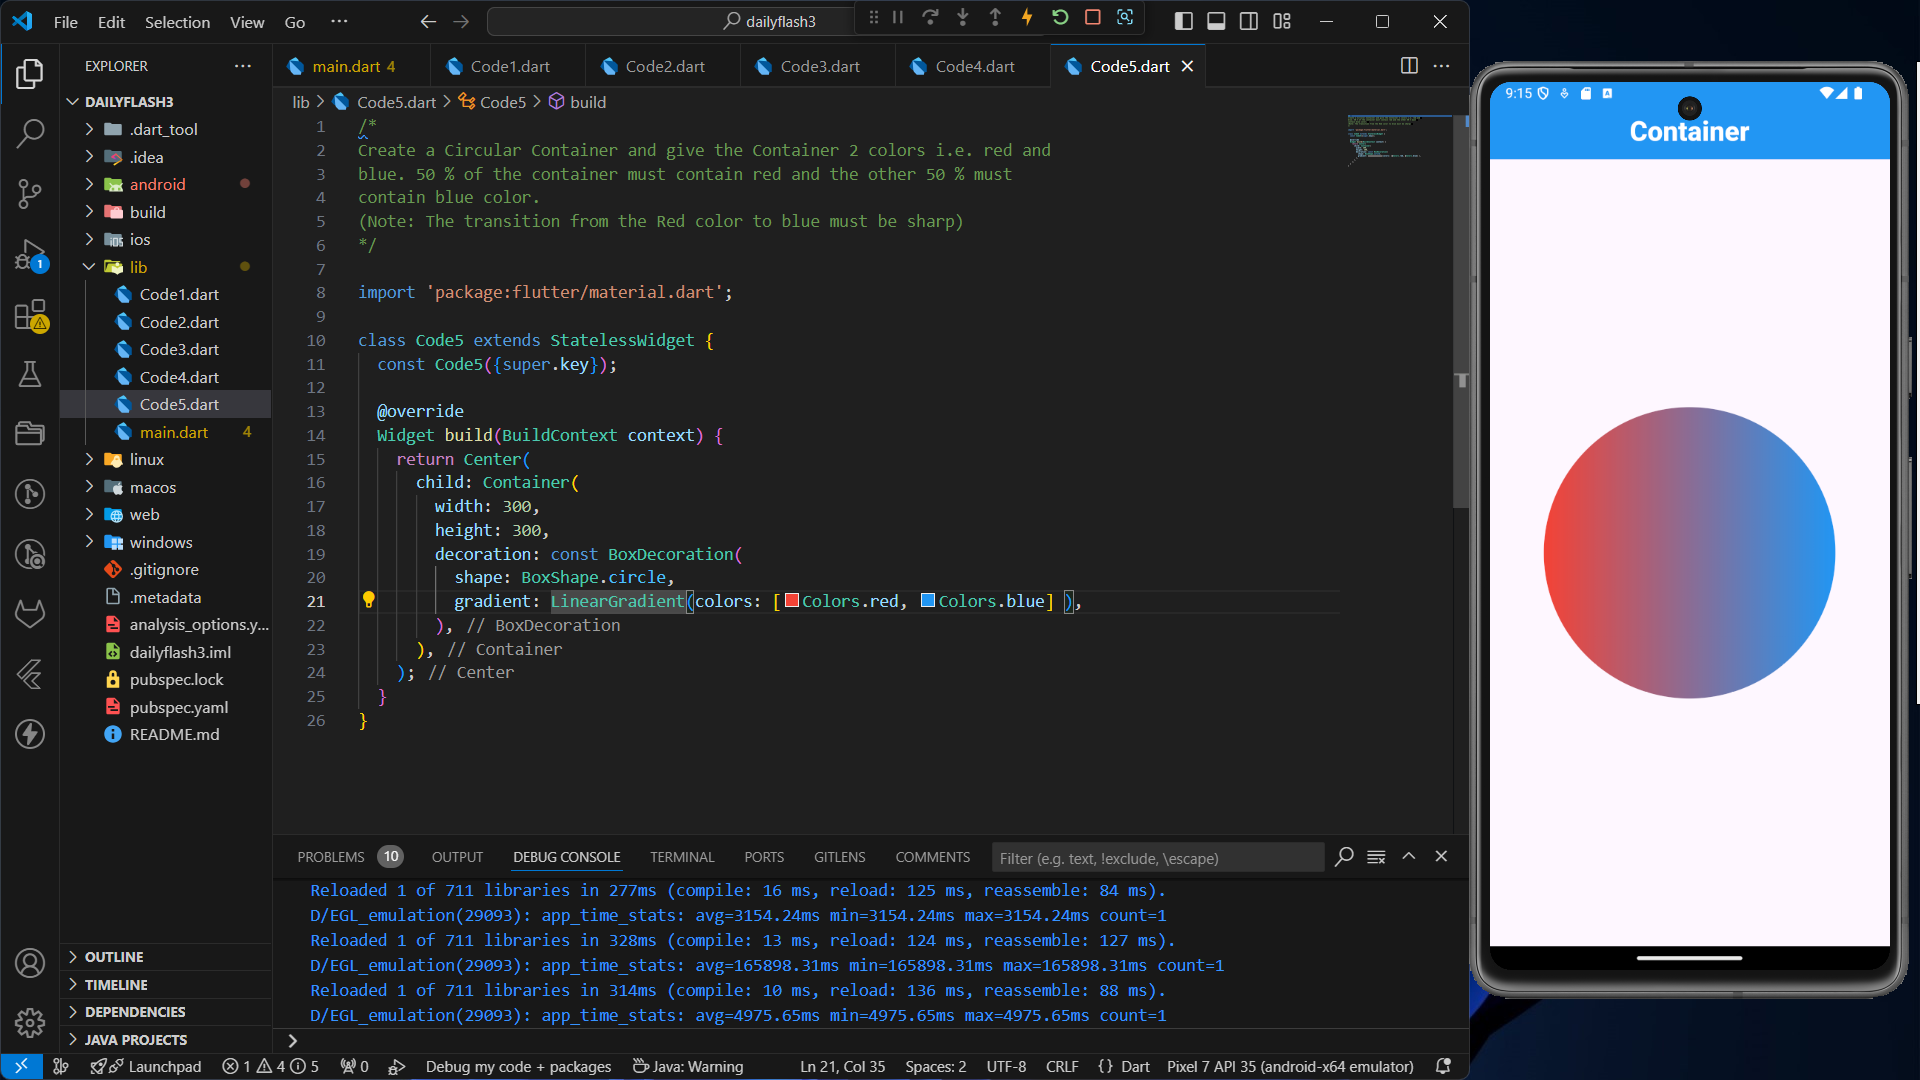 File Edit Selection View Go ···
dailyflash3
EXPLORER
main.dart 4
Code1.dart
Code2.dart
Code3.dart
Code4.dart
Code5.dart
lib > Code5.dart > Code5 > build
DAILYFLASH3
.dart_tool
.idea
android
build
ios
lib
Code1.dart
Code2.dart
Code3.dart
Code4.dart
Code5.dart
main.dart 4
linux
macos
web
windows
.gitignore
.metadata
analysis_options.y...
dailyflash3.iml
pubspec.lock
pubspec.yaml
README.md
OUTLINE
TIMELINE
DEPENDENCIES
JAVA PROJECTS
1
1 /*
2 Create a Circular Container and give the Container 2 colors i.e. red and
3 blue. 50 % of the container must contain red and the other 50 % must
4 contain blue color.
5 (Note: The transition from the Red color to blue must be sharp)
6 */
7
8 import 'package:flutter/material.dart';
9
10 class Code5 extends StatelessWidget {
11 const Code5({super.key});
12
13 @override
14 Widget build(BuildContext context) {
15 return Center(
16 child: Container(
17 width: 300,
18 height: 300,
19 decoration: const BoxDecoration(
20 shape: BoxShape.circle,
21 gradient: LinearGradient(colors: [Colors.red, Colors.blue] ),
22 ), // BoxDecoration
23 ), // Container
24 ); // Center
25 }
26 }
PROBLEMS 10 OUTPUT DEBUG CONSOLE TERMINAL PORTS GITLENS COMMENTS Filter (e.g. text, !exclude, \escape)
Reloaded 1 of 711 libraries in 277ms (compile: 16 ms, reload: 125 ms, reassemble: 84 ms).
D/EGL_emulation(29093): app_time_stats: avg=3154.24ms min=3154.24ms max=3154.24ms count=1
Reloaded 1 of 711 libraries in 328ms (compile: 13 ms, reload: 124 ms, reassemble: 127 ms).
D/EGL_emulation(29093): app_time_stats: avg=165898.31ms min=165898.31ms max=165898.31ms count=1
Reloaded 1 of 711 libraries in 314ms (compile: 10 ms, reload: 136 ms, reassemble: 88 ms).
D/EGL_emulation(29093): app_time_stats: avg=4975.65ms min=4975.65ms max=4975.65ms count=1
Launchpad 1 4 5 0 Debug my code + packages Java: Warning Ln 21, Col 35 Spaces: 2 UTF-8 CRLF {} Dart Pixel 7 API 35 (android-x64 emulator)
9:15
Container